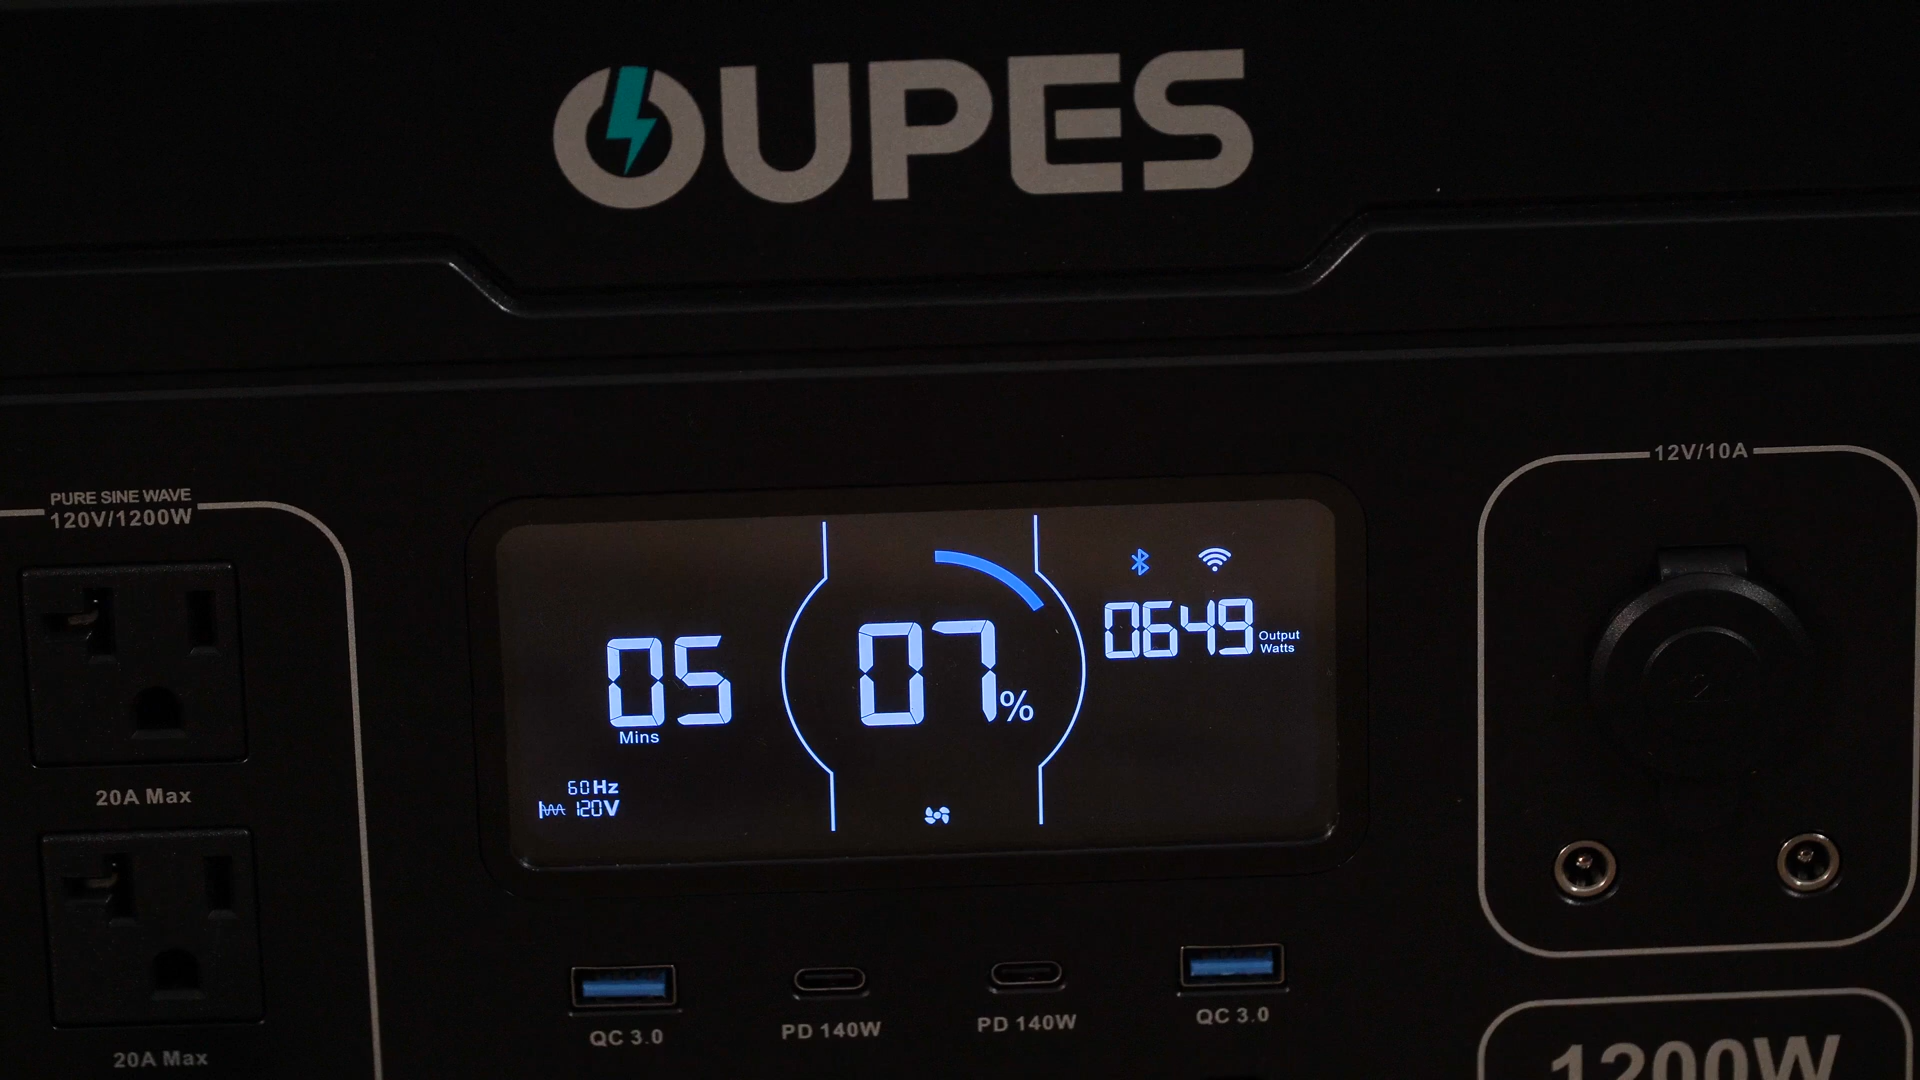 OUPES
PURE SINE WAVE
120V/1200W
20A Max
20A Max
05
Mins
60Hz
120V
07%
0649
Output
Watts
12V/10A
QC 3.0
PD 140W
PD 140W
QC 3.0
1200W